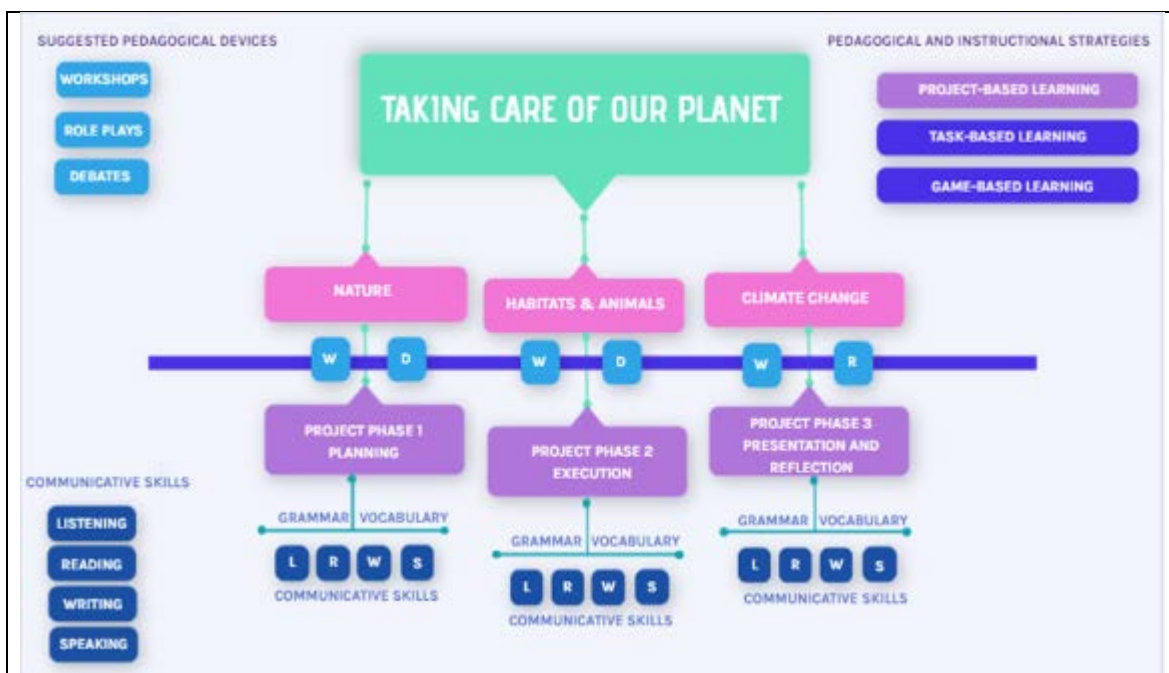 SUGGESTED PEDAGOGICAL DEVICES
WORKSHOPS
ROLE PLAYS
DEBATES
PEDAGOGICAL AND INSTRUCTIONAL STRATEGIES
PROJECT-BASED LEARNING
TASK-BASED LEARNING
GAME-BASED LEARNING
TAKING CARE OF OUR PLANET
NATURE
HABITATS & ANIMALS
CLIMATE CHANGE
W D
W D
W R
PROJECT PHASE 1
PLANNING
PROJECT PHASE 2
EXECUTION
PROJECT PHASE 3
PRESENTATION AND
REFLECTION
GRAMMAR VOCABULARY
L R W S
COMMUNICATIVE SKILLS
GRAMMAR VOCABULARY
L R W S
COMMUNICATIVE SKILLS
GRAMMAR VOCABULARY
L R W S
COMMUNICATIVE SKILLS
COMMUNICATIVE SKILLS
LISTENING
READING
WRITING
SPEAKING